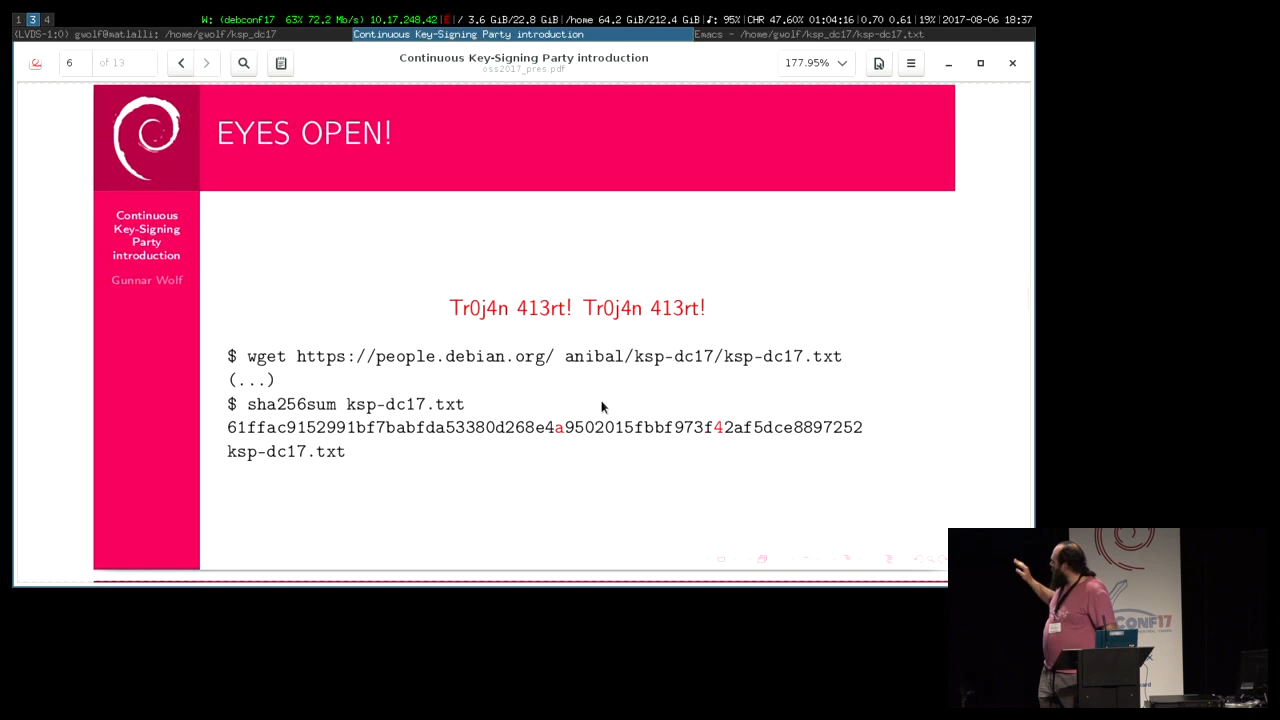 1 3 4 W: (debconf17 63% 72.2 Mb/s) 10.17.248.42| |/ 3.6 GiB/22.8 GiB|/home 64.2 GiB/212.4 GiB|♪: 95%|CHR 47.60% 01:04:16|0.70 0.61|19%|2017-08-06 18:37
(LVDS-1:0) gwolf@matlalli: /home/gwolf/ksp_dc17 Continuous Key-Signing Party introduction Emacs - /home/gwolf/ksp_dc17/ksp-dc17.txt
6 of 13 Continuous Key-Signing Party introduction 177.95%
oss2017_pres.pdf
EYES OPEN!
Continuous
Key-Signing
Party
introduction
Gunnar Wolf
Tr0j4n 413rt! Tr0j4n 413rt!
$ wget https://people.debian.org/ anibal/ksp-dc17/ksp-dc17.txt
(...)
$ sha256sum ksp-dc17.txt
61ffac9152991bf7babfda53380d268e4a9502015fbbf973f42af5dce8897252
ksp-dc17.txt
CONF17